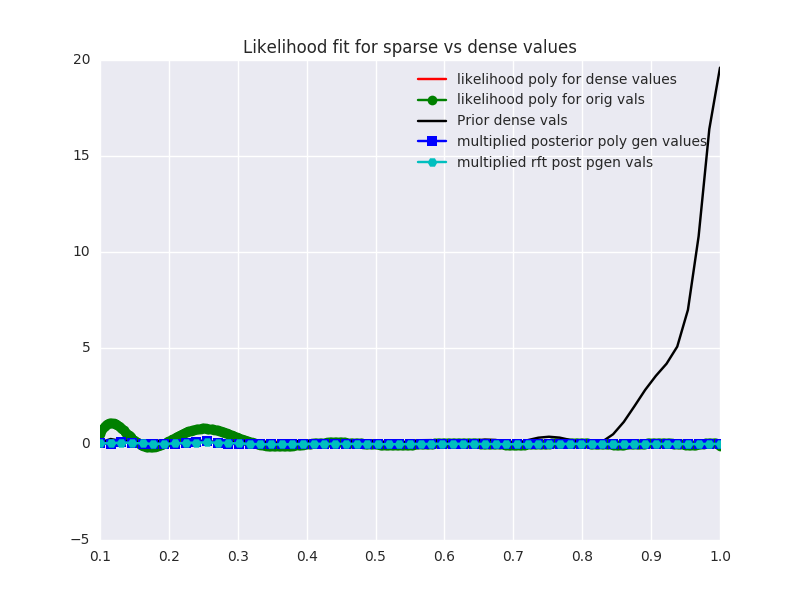 Likelihood fit for sparse vs dense values
20
15
10
5
0
−5
likelihood poly for dense values
likelihood poly for orig vals
Prior dense vals
multiplied posterior poly gen values
multiplied rft post pgen vals
0.1 0.2 0.3 0.4 0.5 0.6 0.7 0.8 0.9 1.0